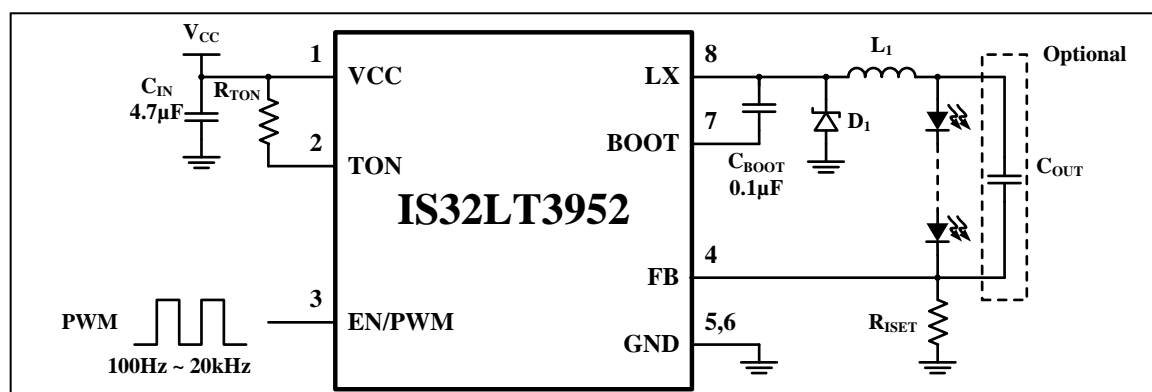 VCC
CIN
4.7µF
RTON
1
VCC
2
TON
IS32LT3952
3
EN/PWM
PWM
100Hz ~ 20kHz
8
LX
7
BOOT
CBOOT
0.1µF
D1
L1
Optional
COUT
4
FB
5,6
GND
RISET